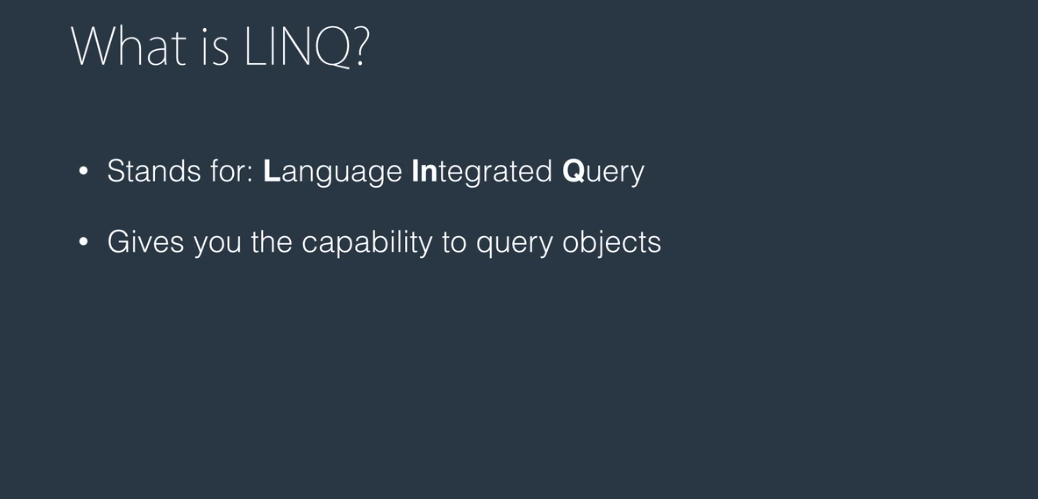 What is LINQ?
• Stands for: Language Integrated Query
• Gives you the capability to query objects